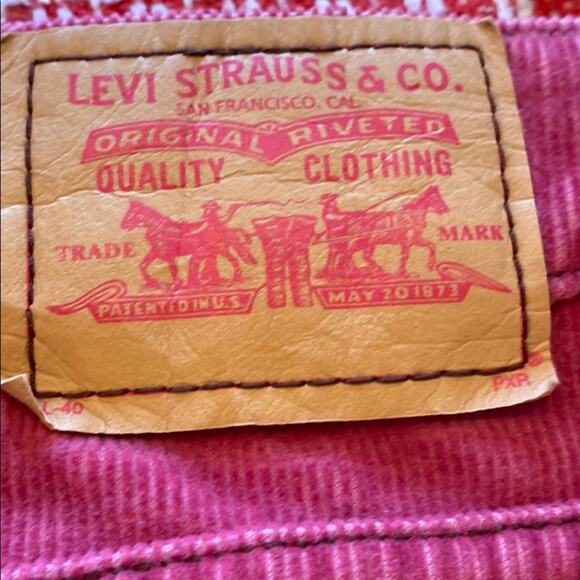 LEVI STRAUSS & CO.
SAN FRANCISCO, CAL.
ORIGINAL RIVETED
QUALITY CLOTHING
TRADE MARK
PATENTED IN U.S. MAY 20 1873
L-40 PXR ®